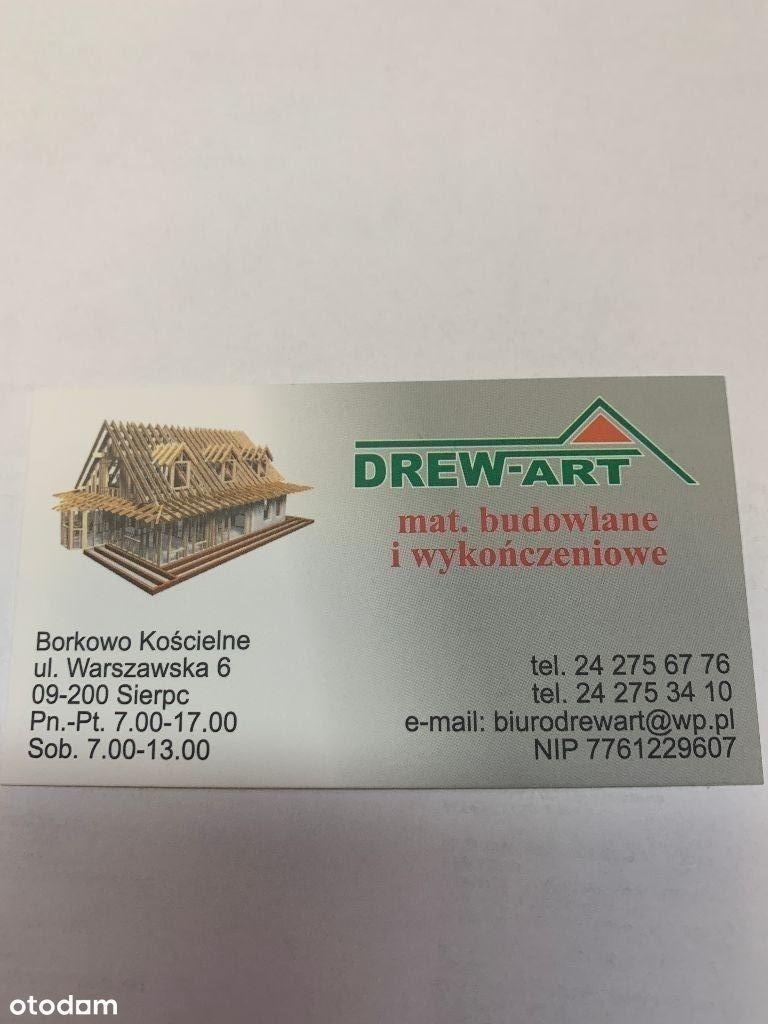 DREW-ART
mat. budowlane
i wykończeniowe
Borkowo Kościelne
ul. Warszawska 6
09-200 Sierpc
Pn.-Pt. 7.00-17.00
Sob. 7.00-13.00
tel. 24 275 67 76
tel. 24 275 34 10
e-mail: biurodrewart@wp.pl
NIP 7761229607
otodom